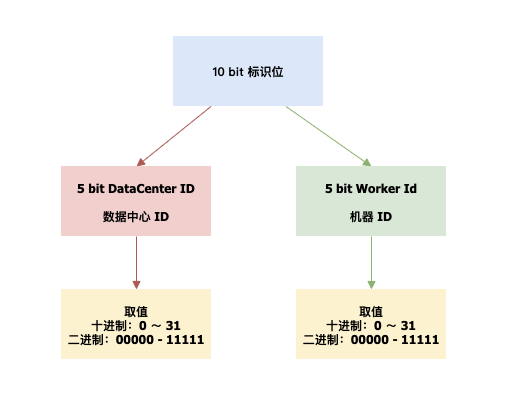 10 bit 标识位
5 bit DataCenter ID
数据中心 ID
5 bit Worker Id
机器 ID
取值
十进制：0 ～ 31
二进制：00000 - 11111
取值
十进制：0 ～ 31
二进制：00000 - 11111